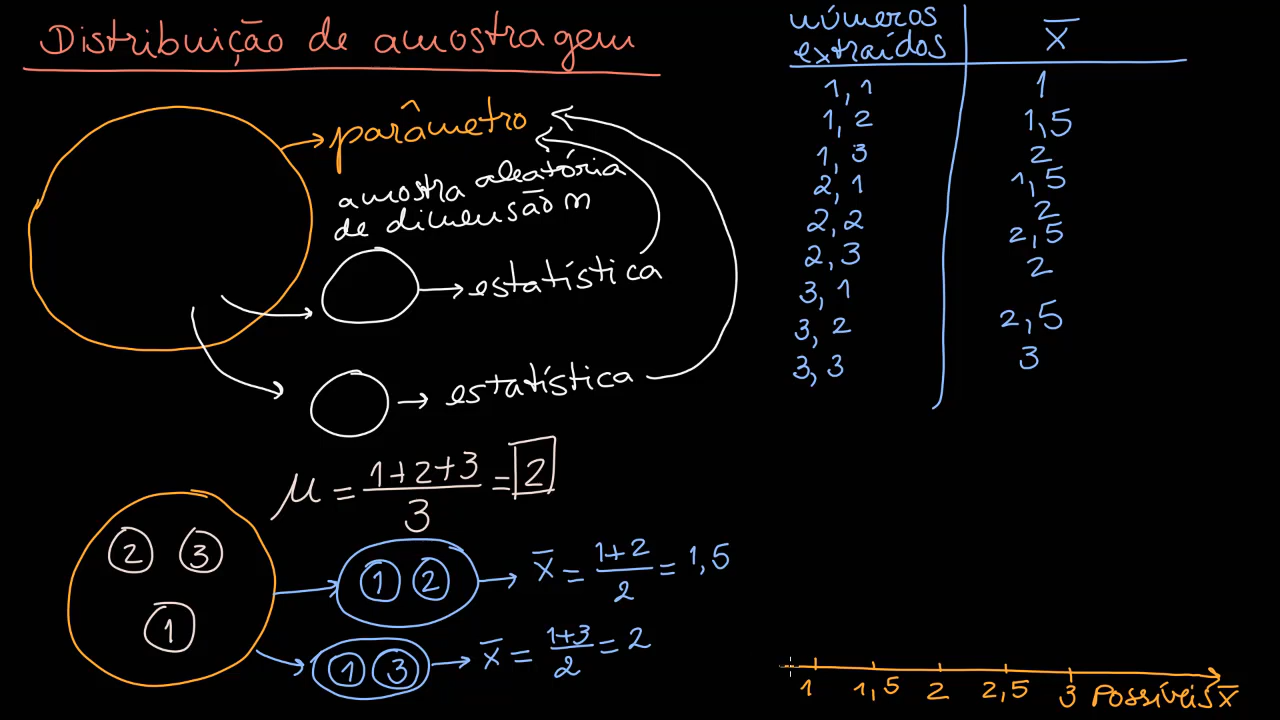 Distribuição de amostragem
parâmetro
amostra aleatória
de dimensão n
estatística
estatística
μ = 1+2+3 / 3 = 2
2 3
1
1 2
x̄ = 1+2 / 2 = 1,5
1 3
x̄ = 1+3 / 2 = 2
números extraídos x̄
1, 1 1
1, 2 1,5
1, 3 2
2, 1 1,5
2, 2 2
2, 3 2,5
3, 1 2
3, 2 2,5
3, 3 3
1 1,5 2 2,5 3 Possíveis x̄